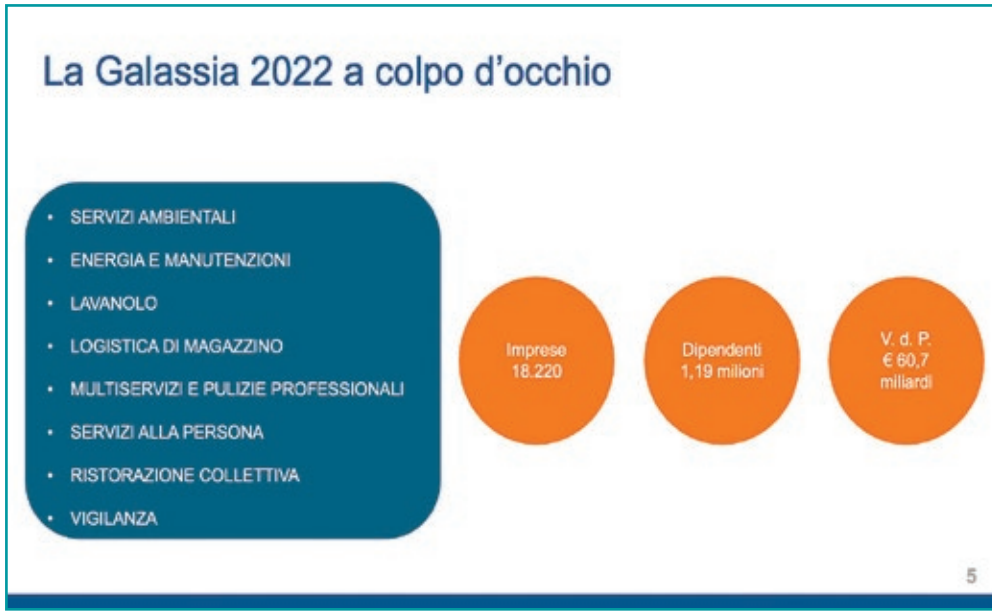 La Galassia 2022 a colpo d'occhio
• SERVIZI AMBIENTALI
• ENERGIA E MANUTENZIONI
• LAVANOLO
• LOGISTICA DI MAGAZZINO
• MULTISERVIZI E PULIZIE PROFESSIONALI
• SERVIZI ALLA PERSONA
• RISTORAZIONE COLLETTIVA
• VIGILANZA
Imprese
18.220
Dipendenti
1,19 milioni
V. d. P.
€ 60,7
miliardi
5